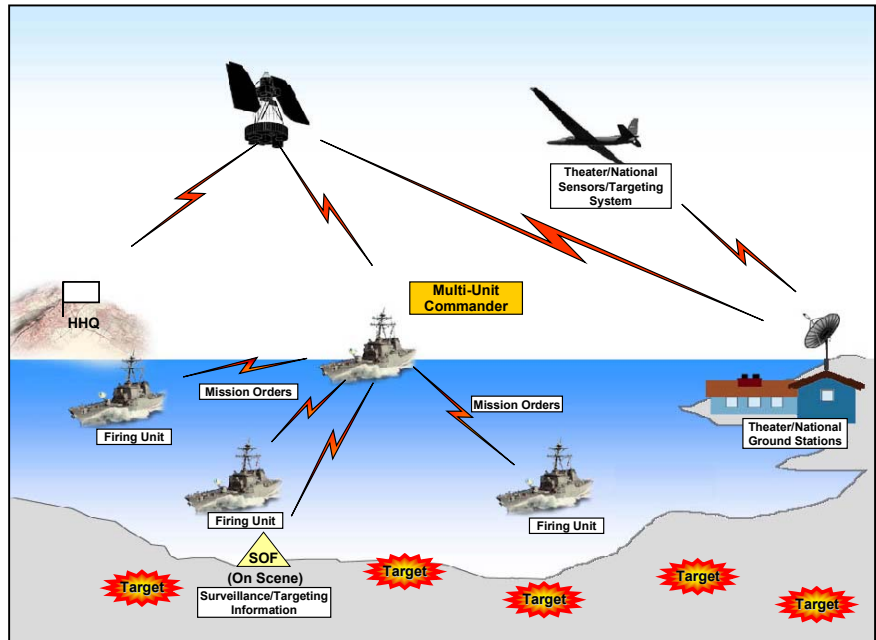 Theater/National
Sensors/Targeting
System
Multi-Unit
Commander
HHQ
Mission Orders
Mission Orders
Firing Unit
Theater/National
Ground Stations
Firing Unit
Firing Unit
SOF
(On Scene)
Surveillance/Targeting
Information
Target
Target
Target
Target
Target